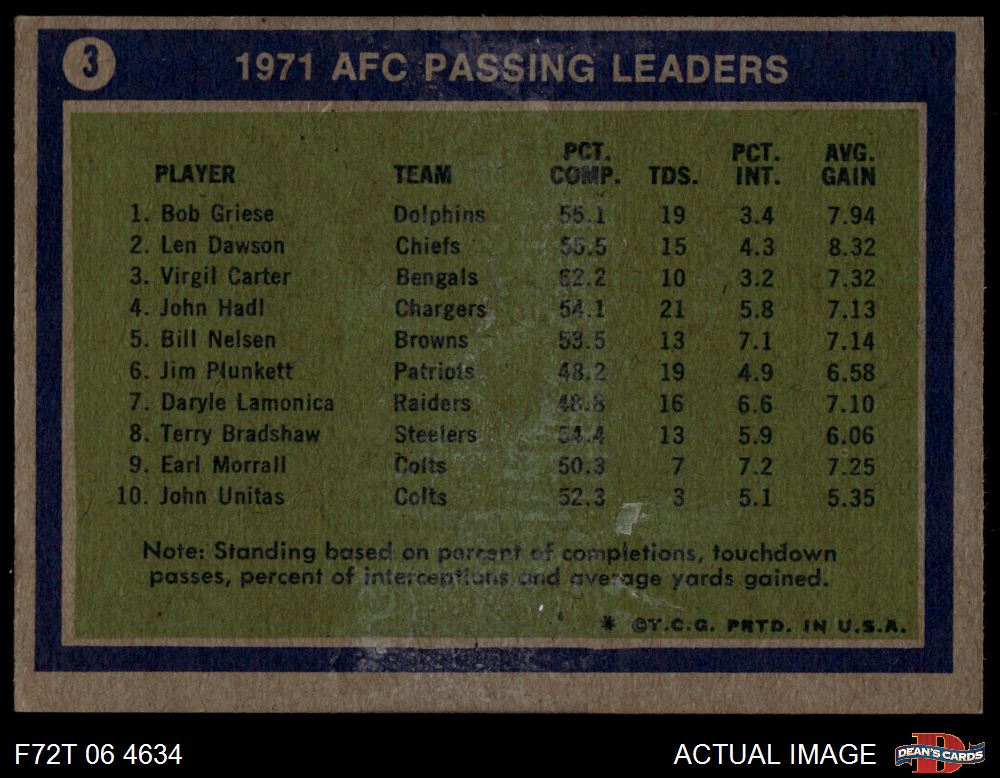 3
1971 AFC PASSING LEADERS
PLAYER TEAM PCT. COMP. TDS. PCT. INT. AVG. GAIN
1. Bob Griese Dolphins 55.1 19 3.4 7.94
2. Len Dawson Chiefs 55.5 15 4.3 8.32
3. Virgil Carter Bengals 62.2 10 3.2 7.32
4. John Hadl Chargers 54.1 21 5.8 7.13
5. Bill Nelsen Browns 53.5 13 7.1 7.14
6. Jim Plunkett Patriots 48.2 19 4.9 6.58
7. Daryle Lamonica Raiders 48.8 16 6.6 7.10
8. Terry Bradshaw Steelers 54.4 13 5.9 6.06
9. Earl Morrall Colts 50.3 7 7.2 7.25
10. John Unitas Colts 52.3 3 5.1 5.35
Note: Standing based on percent of completions, touchdown
passes, percent of interceptions and average yards gained.
* ©T.C.G. PRTD. IN U.S.A.
F72T 06 4634 ACTUAL IMAGE DEAN'S CARDS